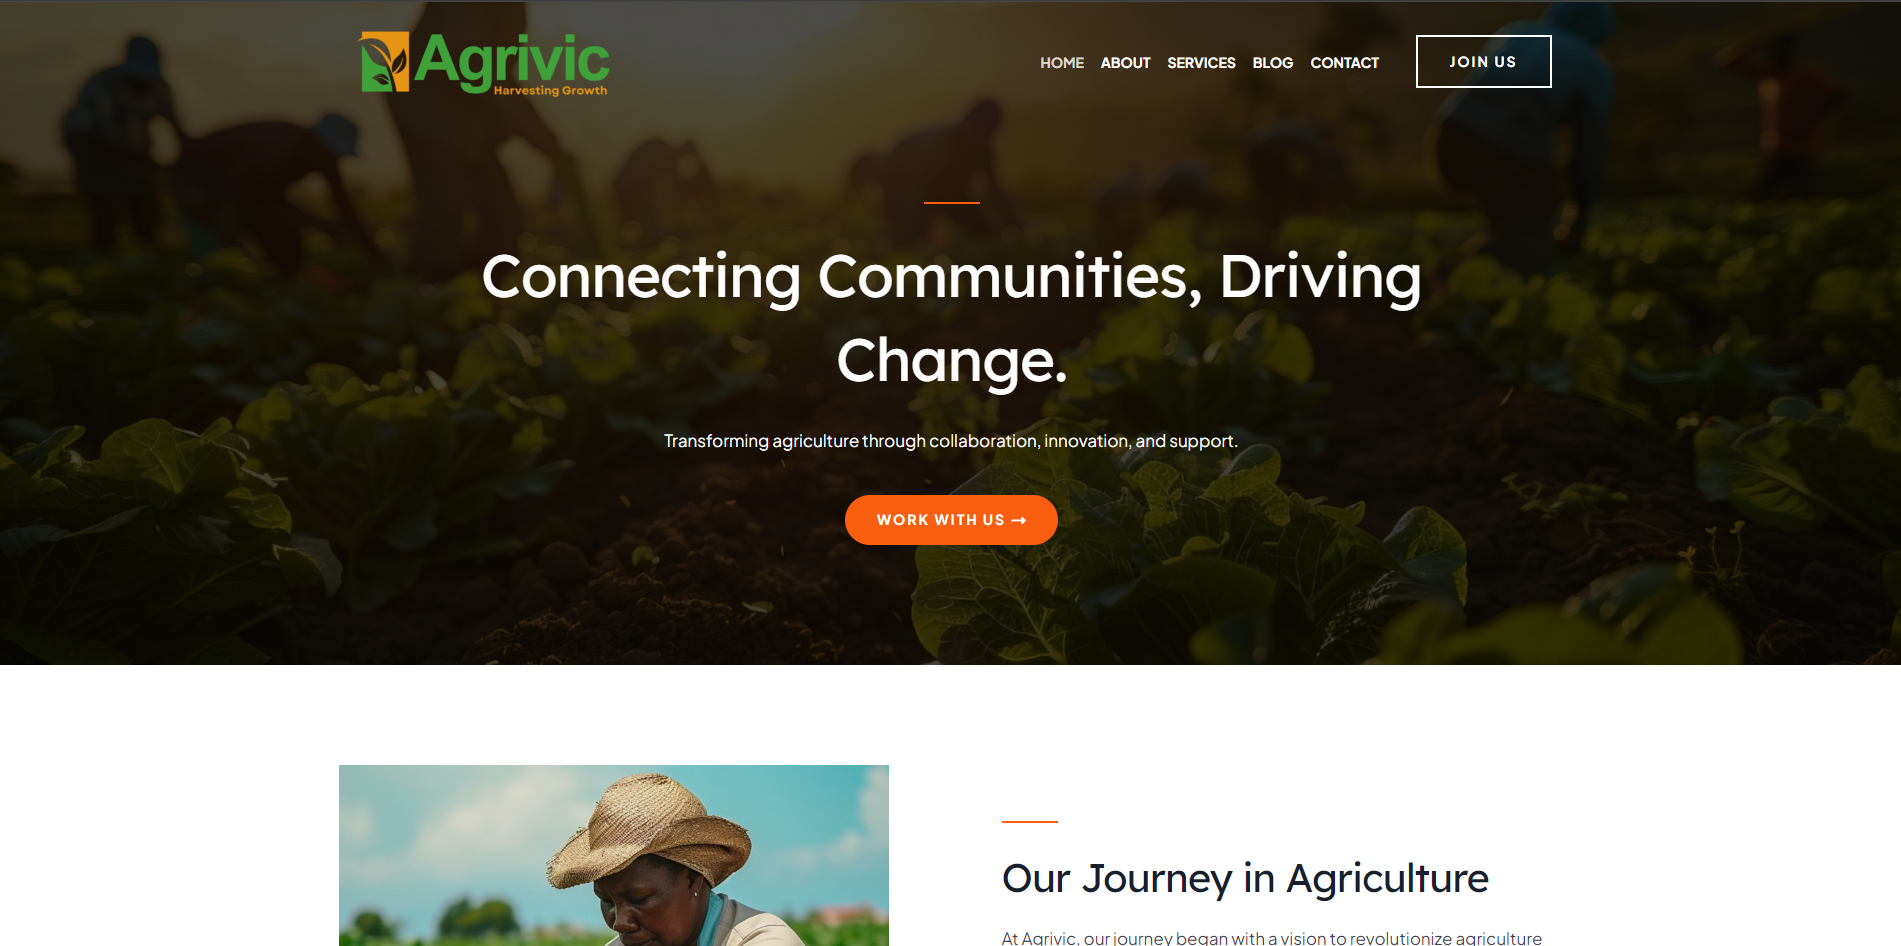 Agrivic
Harvesting Growth
HOME ABOUT SERVICES BLOG CONTACT
JOIN US
Connecting Communities, Driving
Change.
Transforming agriculture through collaboration, innovation, and support.
WORK WITH US →
Our Journey in Agriculture
At Agrivic, our journey began with a vision to revolutionize agriculture